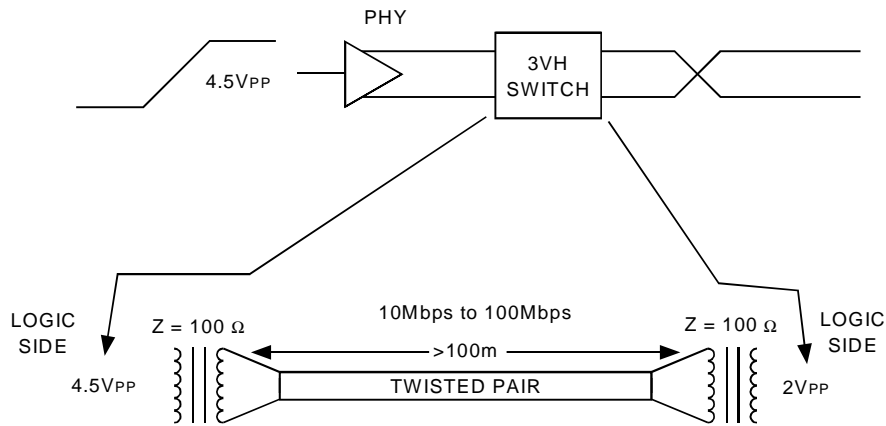 PHY
4.5VPP
3VH
SWITCH
10Mbps to 100Mbps
LOGIC
SIDE
Z = 100 Ω
Z = 100 Ω
LOGIC
SIDE
>100m
4.5VPP
TWISTED PAIR
2VPP